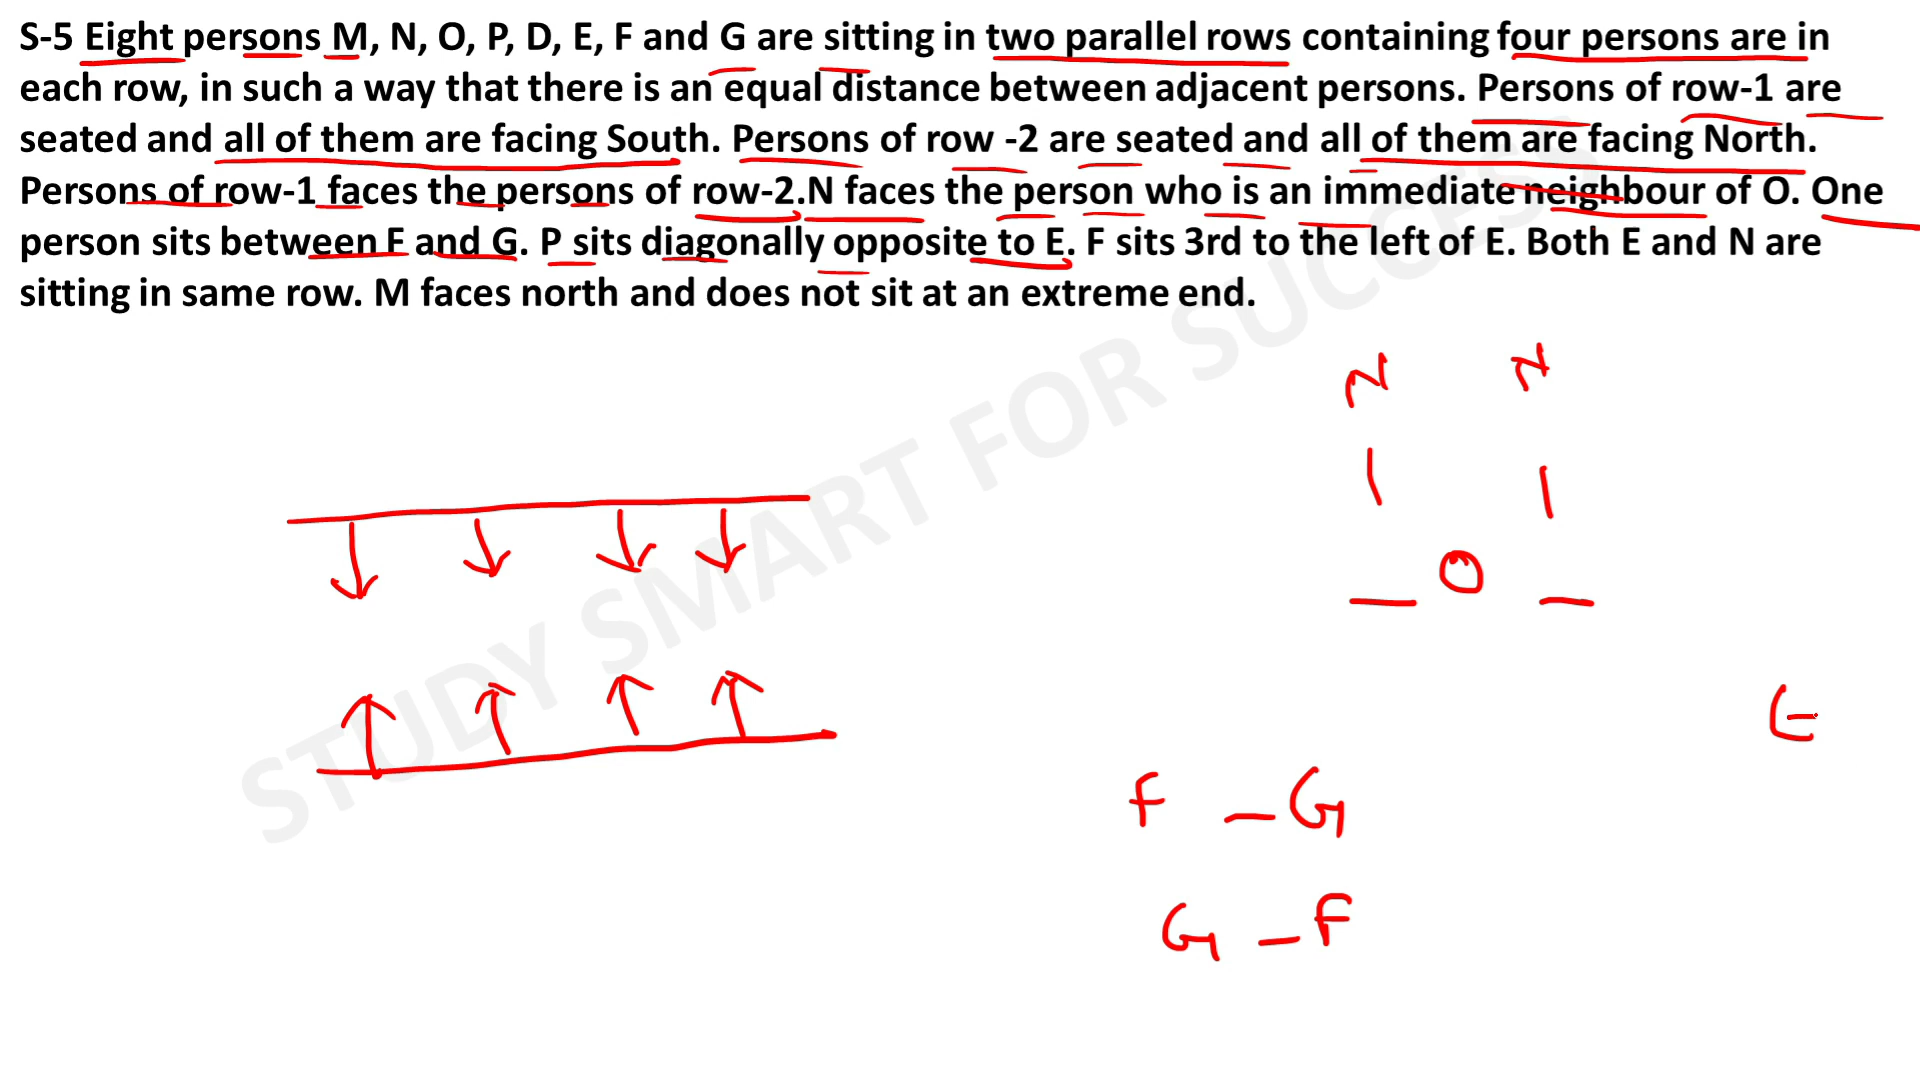 S-5 Eight persons M, N, O, P, D, E, F and G are sitting in two parallel rows containing four persons are in
each row, in such a way that there is an equal distance between adjacent persons. Persons of row-1 are
seated and all of them are facing South. Persons of row -2 are seated and all of them are facing North.
Persons of row-1 faces the persons of row-2.N faces the person who is an immediate neighbour of O. One
person sits between F and G. P sits diagonally opposite to E. F sits 3rd to the left of E. Both E and N are
sitting in same row. M faces north and does not sit at an extreme end.
STUDY SMART FOR SUCCESS
N N
O
E
F _ G
G _ F